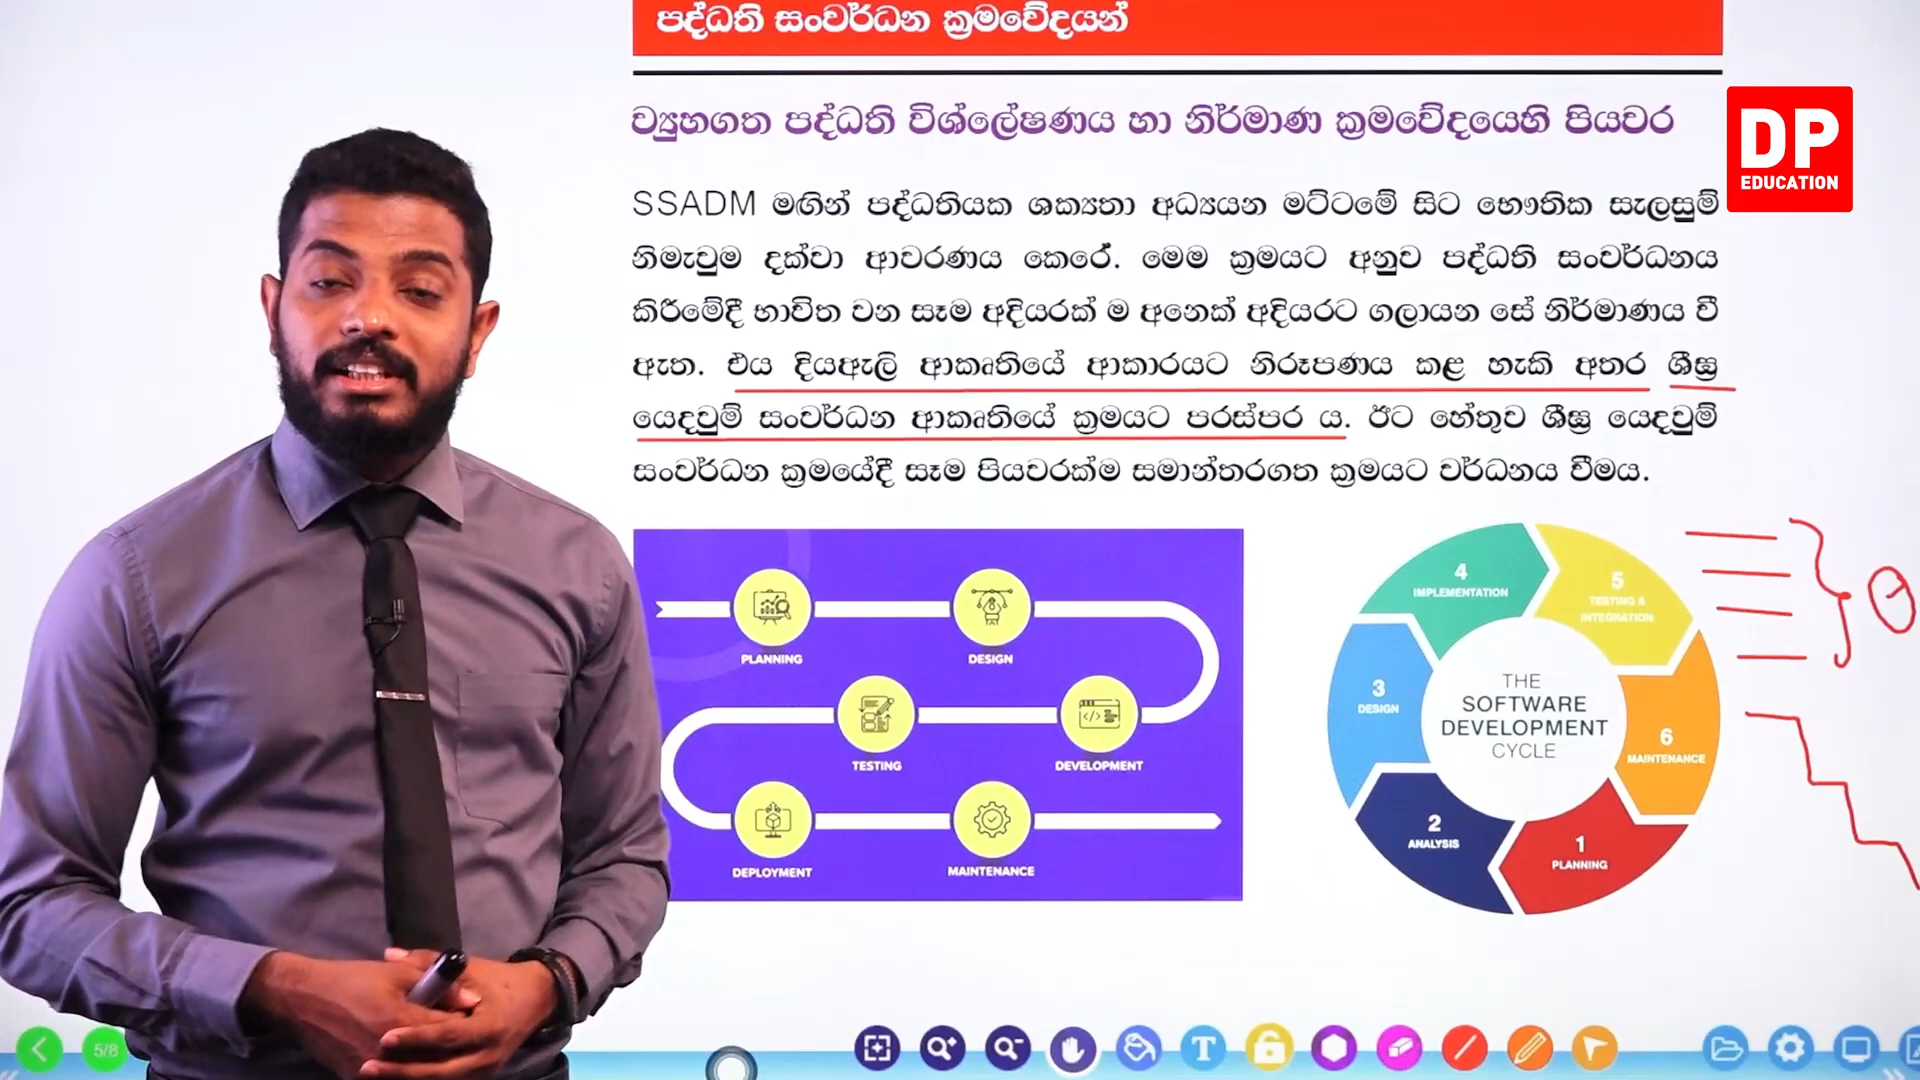 පද්ධති සංවර්ධන ක්‍රමවේදයන්
ව්‍යුහගත පද්ධති විශ්ලේෂණය හා නිර්මාණ ක්‍රමවේදයෙහි පියවර
DP
EDUCATION
SSADM මඟින් පද්ධතියක ශක්‍යතා අධ්‍යයන මට්ටමේ සිට භෞතික සැලසුම්
නිමැවුම දක්වා ආවරණය කෙරේ. මෙම ක්‍රමයට අනුව පද්ධති සංවර්ධනය
කිරීමේදී භාවිත වන සෑම අදියරක් ම අනෙක් අදියරට ගලායන සේ නිර්මාණය වී
ඇත. එය දියඇලි ආකෘතියේ ආකාරයට නිරූපණය කළ හැකි අතර ශීඝ්‍ර
යෙදවුම් සංවර්ධන ආකෘතියේ ක්‍රමයට පරස්පර ය. ඊට හේතුව ශීඝ්‍ර යෙදවුම්
සංවර්ධන ක්‍රමයේදී සෑම පියවරක්ම සමාන්තරගත ක්‍රමයට වර්ධනය වීමය.
PLANNING
DESIGN
TESTING
DEVELOPMENT
DEPLOYMENT
MAINTENANCE
4
IMPLEMENTATION
5
TESTING &
INTEGRATION
3
DESIGN
THE
SOFTWARE
DEVELOPMENT
CYCLE
6
MAINTENANCE
2
ANALYSIS
1
PLANNING
5/8
T